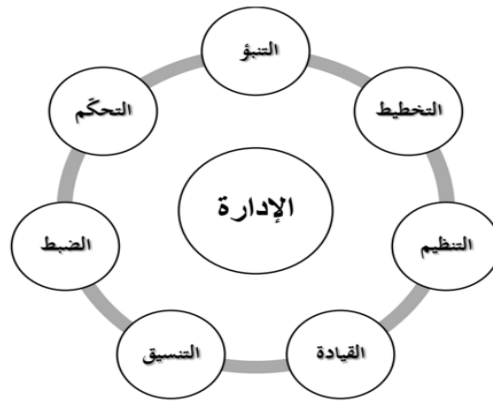 التنبؤ
التخطيط
التنظيم
القيادة
التنسيق
الضبط
التحكّم
الإدارة